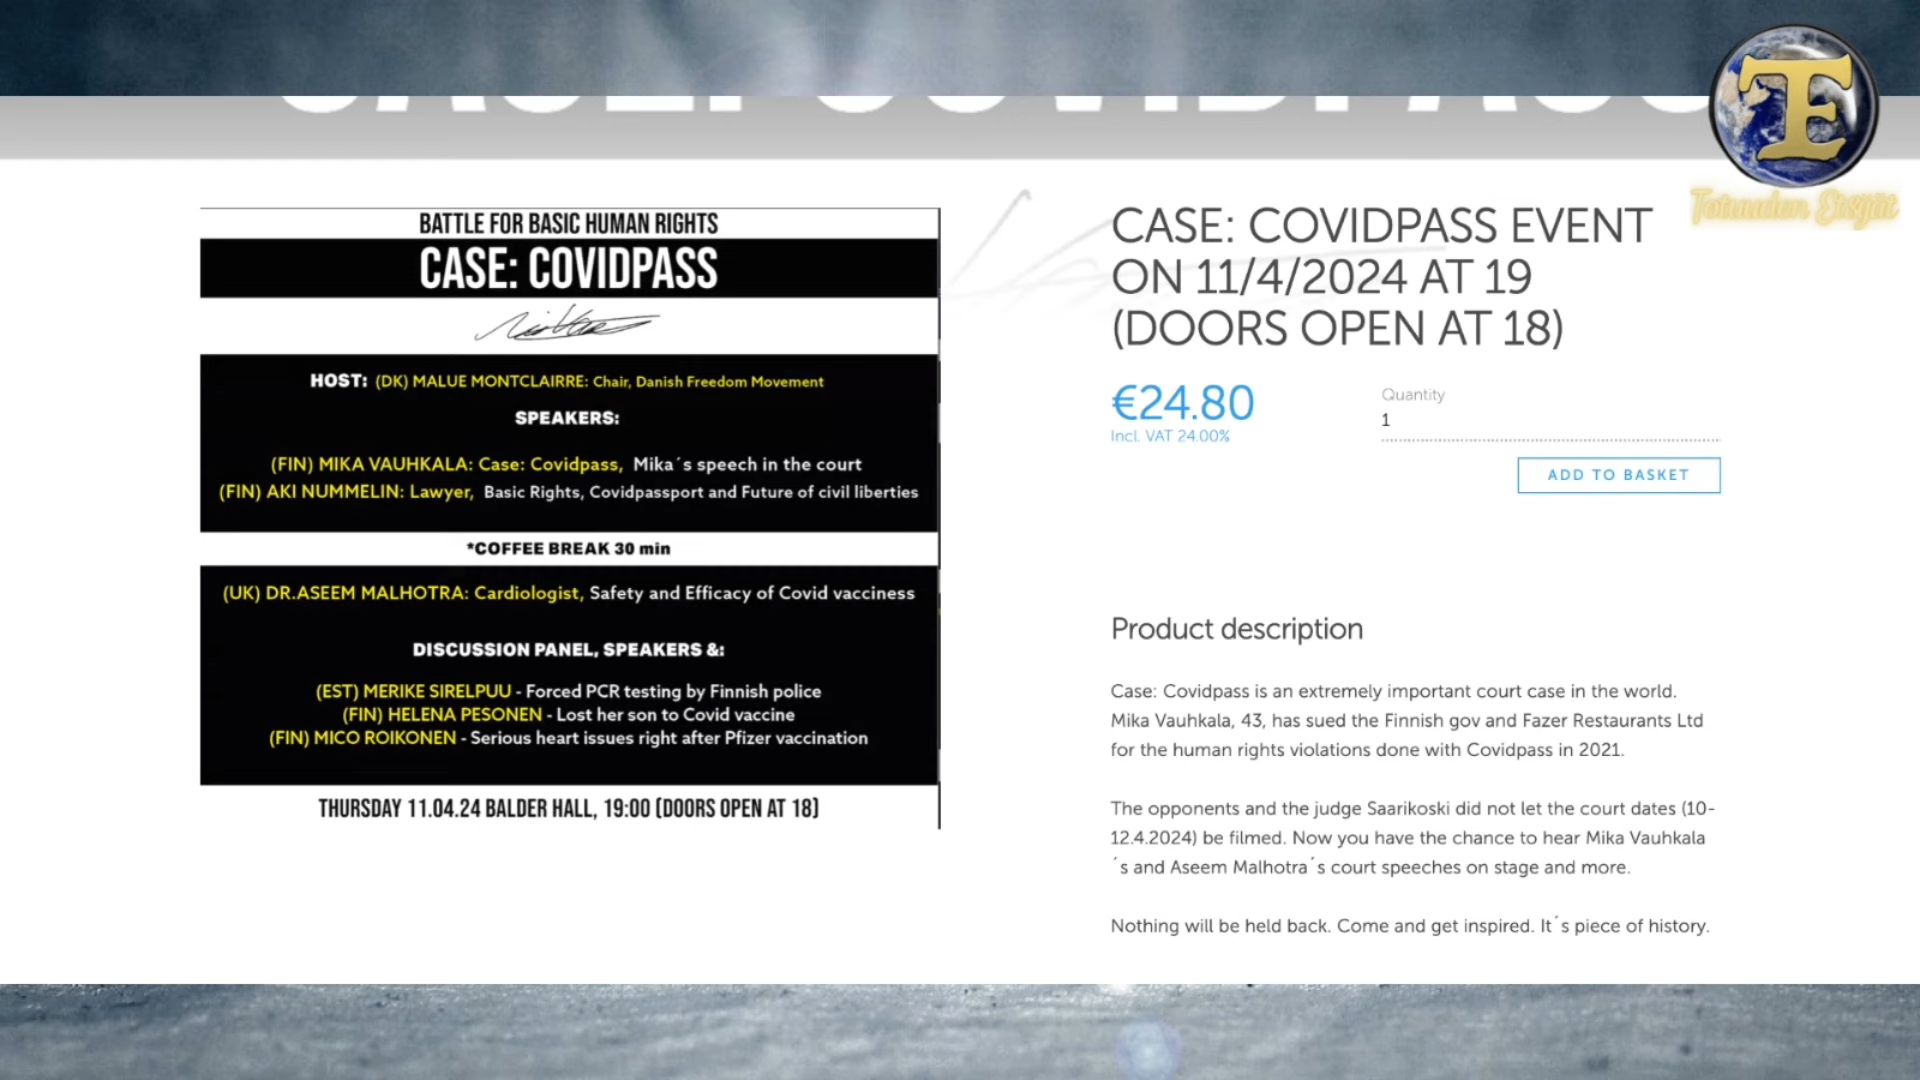 BATTLE FOR BASIC HUMAN RIGHTS
CASE: COVIDPASS
HOST: (DK) MALUE MONTCLAIRRE: Chair, Danish Freedom Movement
SPEAKERS:
(FIN) MIKA VAUHKALA: Case: Covidpass, Mika´s speech in the court
(FIN) AKI NUMMELIN: Lawyer, Basic Rights, Covidpassport and Future of civil liberties
*COFFEE BREAK 30 min
(UK) DR.ASEEM MALHOTRA: Cardiologist, Safety and Efficacy of Covid vacciness
DISCUSSION PANEL, SPEAKERS &:
(EST) MERIKE SIRELPUU - Forced PCR testing by Finnish police
(FIN) HELENA PESONEN - Lost her son to Covid vaccine
(FIN) MICO ROIKONEN - Serious heart issues right after Pfizer vaccination
THURSDAY 11.04.24 BALDER HALL, 19:00 (DOORS OPEN AT 18)
CASE: COVIDPASS EVENT
ON 11/4/2024 AT 19
(DOORS OPEN AT 18)
€24.80
Incl. VAT 24.00%
Quantity
1
ADD TO BASKET
Product description
Case: Covidpass is an extremely important court case in the world.
Mika Vauhkala, 43, has sued the Finnish gov and Fazer Restaurants Ltd
for the human rights violations done with Covidpass in 2021.
The opponents and the judge Saarikoski did not let the court dates (10-
12.4.2024) be filmed. Now you have the chance to hear Mika Vauhkala
´s and Aseem Malhotra´s court speeches on stage and more.
Nothing will be held back. Come and get inspired. It´s piece of history.
TE
Totuuden Etsijät